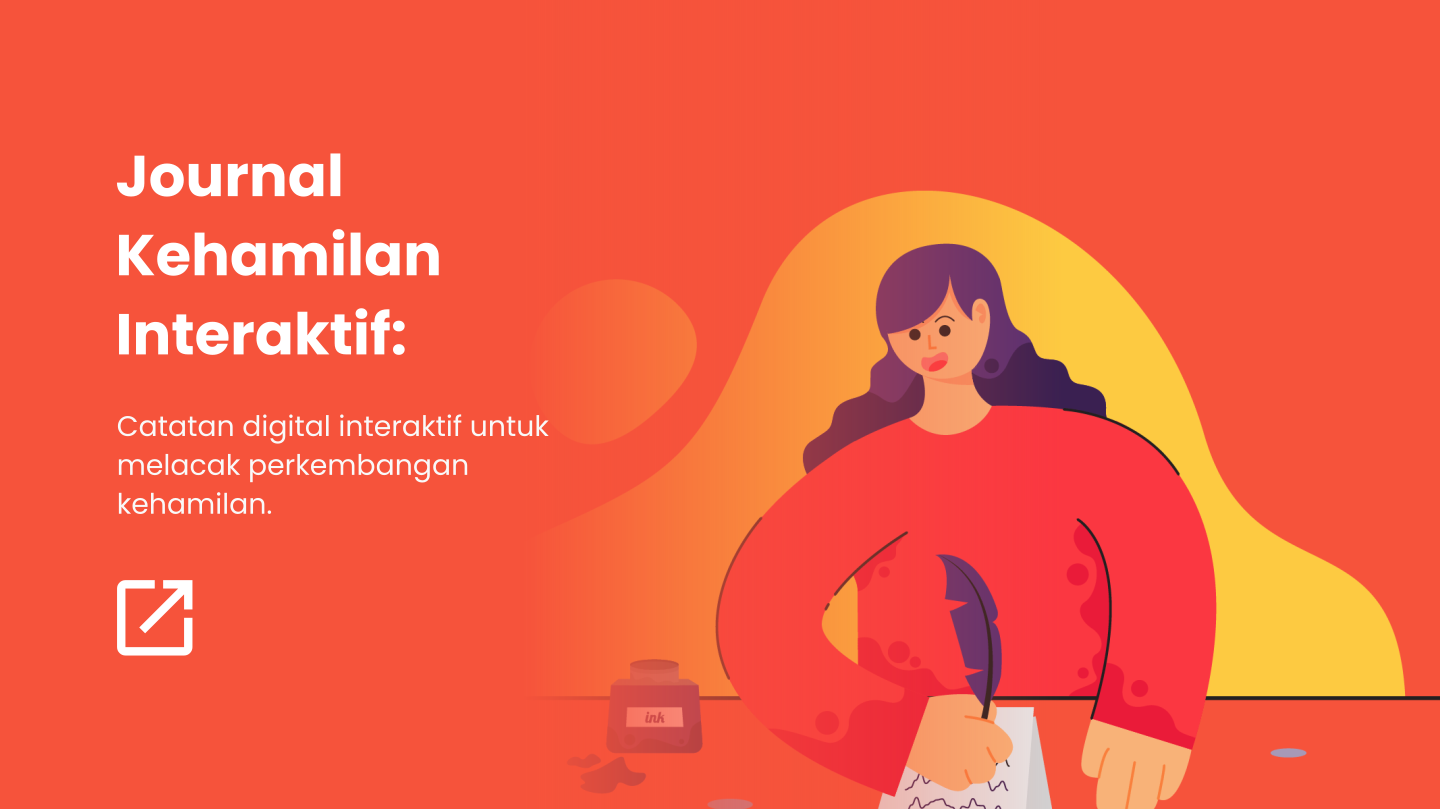 Journal
Kehamilan
Interaktif:
Catatan digital interaktif untuk
melacak perkembangan
kehamilan.
ink